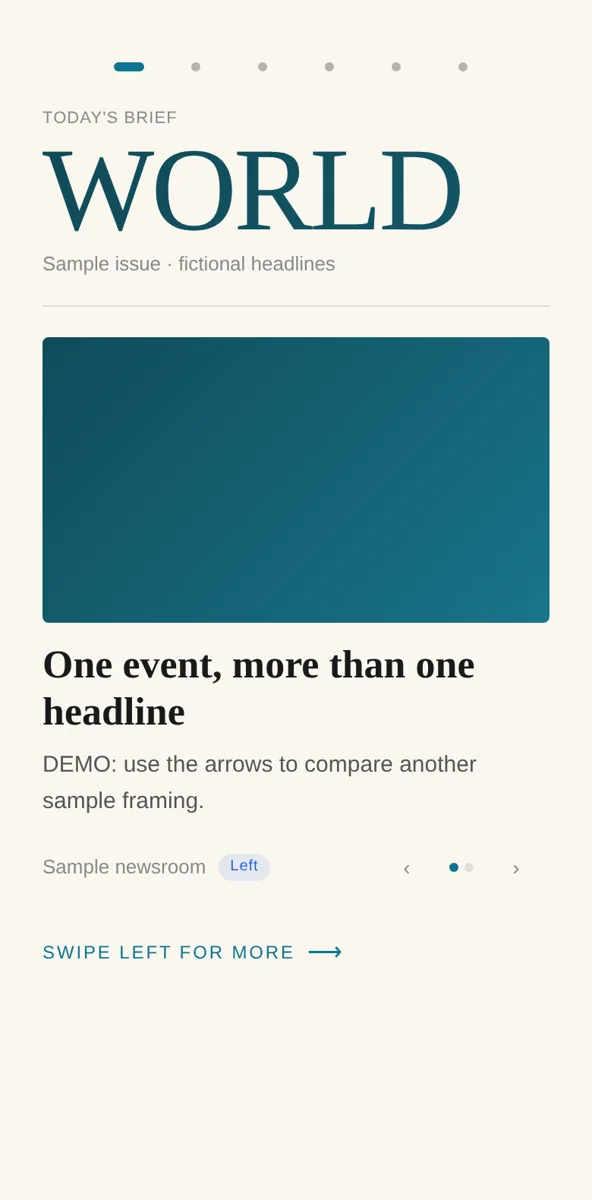 TODAY'S BRIEF
WORLD
Sample issue · fictional headlines
One event, more than one
headline
DEMO: use the arrows to compare another
sample framing.
Sample newsroom Left ‹ ›
SWIPE LEFT FOR MORE ⟶